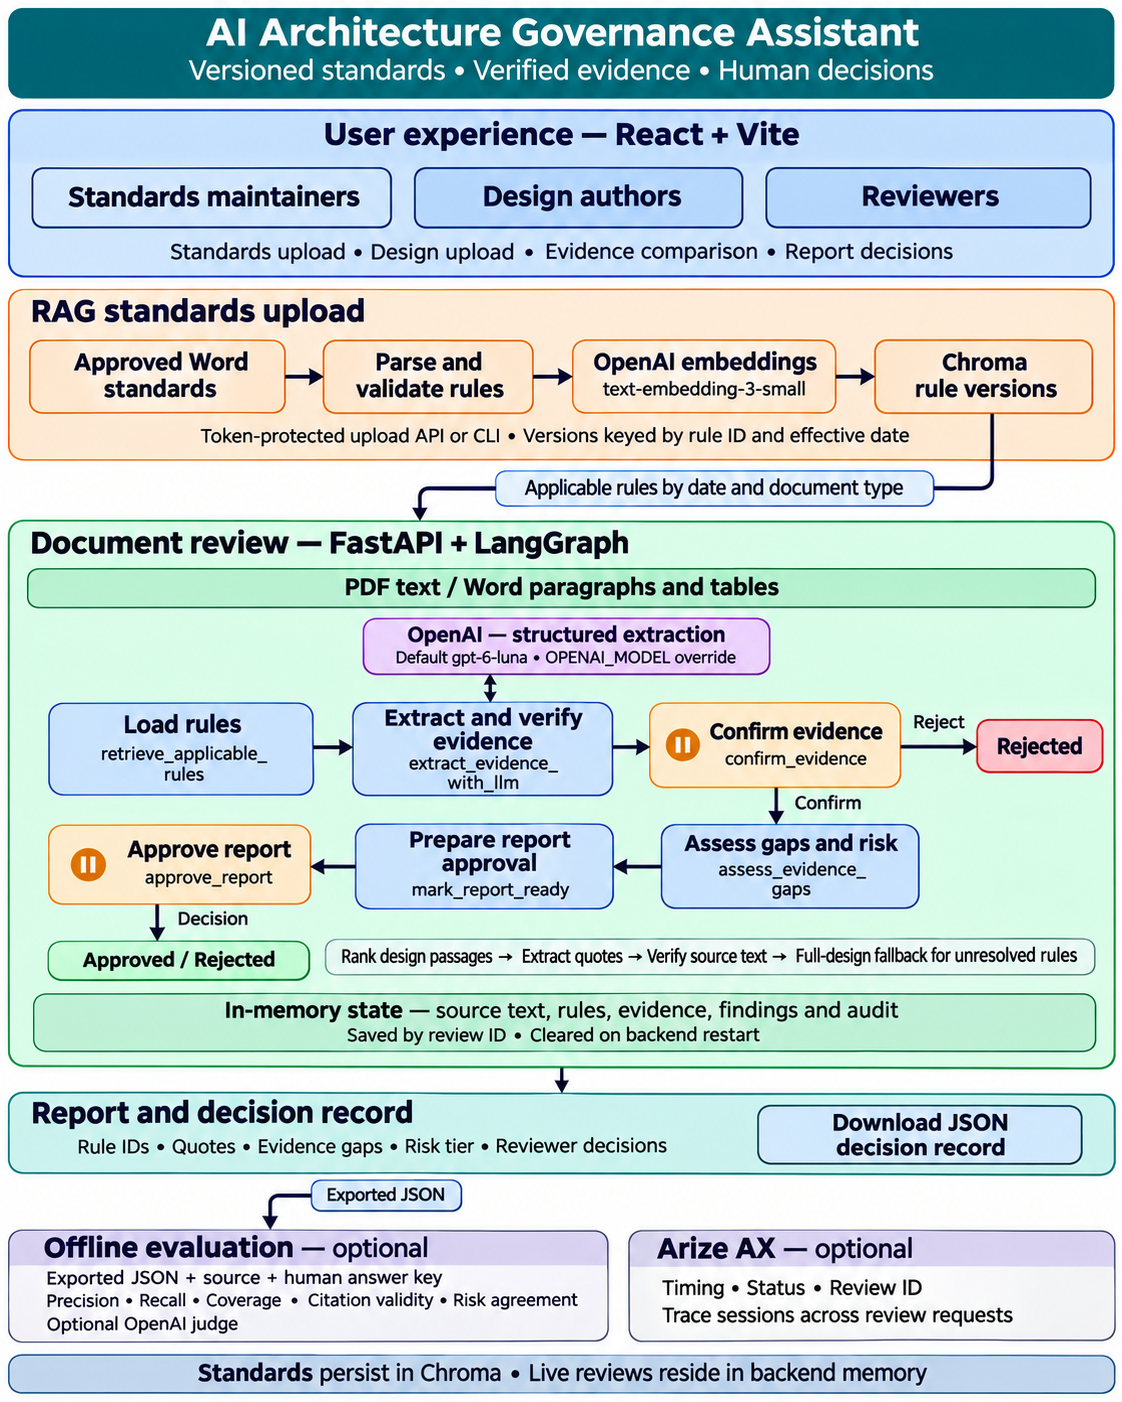 AI Architecture Governance Assistant
Versioned standards • Verified evidence • Human decisions
User experience — React + Vite
Standards maintainers
Design authors
Reviewers
Standards upload • Design upload • Evidence comparison • Report decisions
RAG standards upload
Approved Word
standards
Parse and
validate rules
OpenAI embeddings
text-embedding-3-small
Chroma
rule versions
Token-protected upload API or CLI • Versions keyed by rule ID and effective date
Applicable rules by date and document type
Document review — FastAPI + LangGraph
PDF text / Word paragraphs and tables
OpenAI — structured extraction
Default gpt-6-luna • OPENAI_MODEL override
Load rules
retrieve_applicable_
rules
Extract and verify
evidence
extract_evidence_
with_llm
Confirm evidence
confirm_evidence
Reject
Rejected
Confirm
Approve report
approve_report
Prepare report
approval
mark_report_ready
Assess gaps and risk
assess_evidence_
gaps
Decision
Approved / Rejected
Rank design passages → Extract quotes → Verify source text → Full-design fallback for unresolved rules
In-memory state — source text, rules, evidence, findings and audit
Saved by review ID • Cleared on backend restart
Report and decision record
Rule IDs • Quotes • Evidence gaps • Risk tier • Reviewer decisions
Download JSON
decision record
Exported JSON
Offline evaluation — optional
Exported JSON + source + human answer key
Precision • Recall • Coverage • Citation validity • Risk agreement
Optional OpenAI judge
Arize AX — optional
Timing • Status • Review ID
Trace sessions across review requests
Standards persist in Chroma • Live reviews reside in backend memory